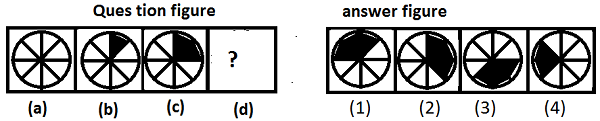 Ques tion figure
answer figure
?
(a) (b) (c) (d)
(1) (2) (3) (4)